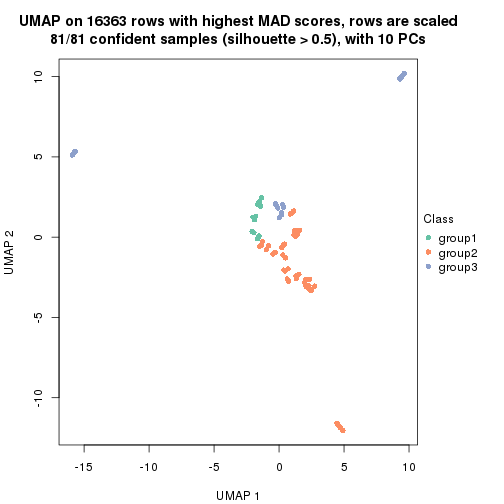 UMAP on 16363 rows with highest MAD scores, rows are scaled
81/81 confident samples (silhouette > 0.5), with 10 PCs
10
5
0
-5
-10
UMAP 2
-15
-10
-5
0
5
10
UMAP 1
Class
group1
group2
group3